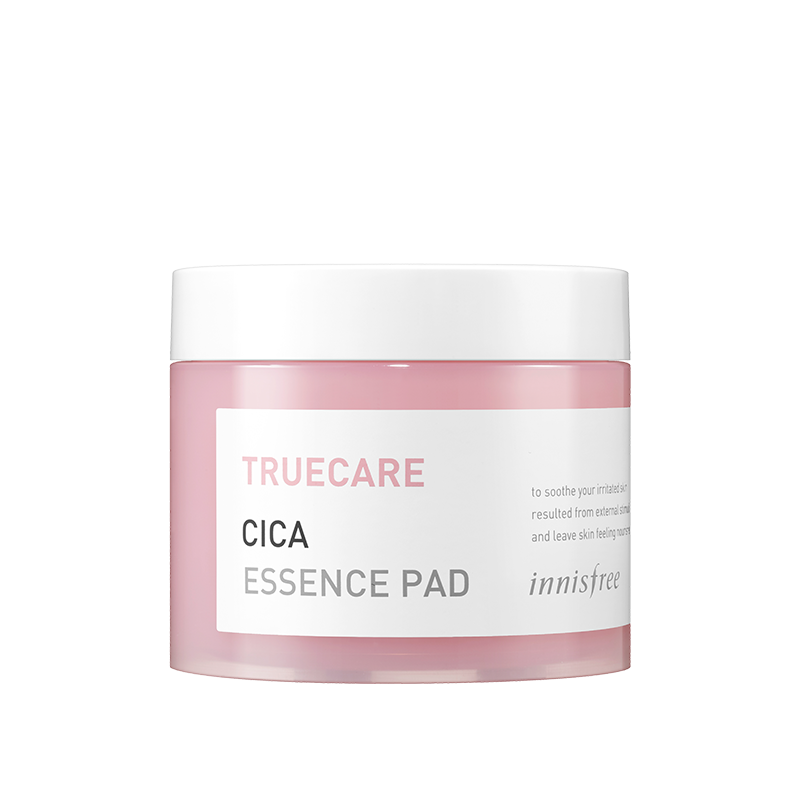 TRUECARE
CICA
ESSENCE PAD
to soothe your irritated
resulted from external
and leave skin feeling
innisfree